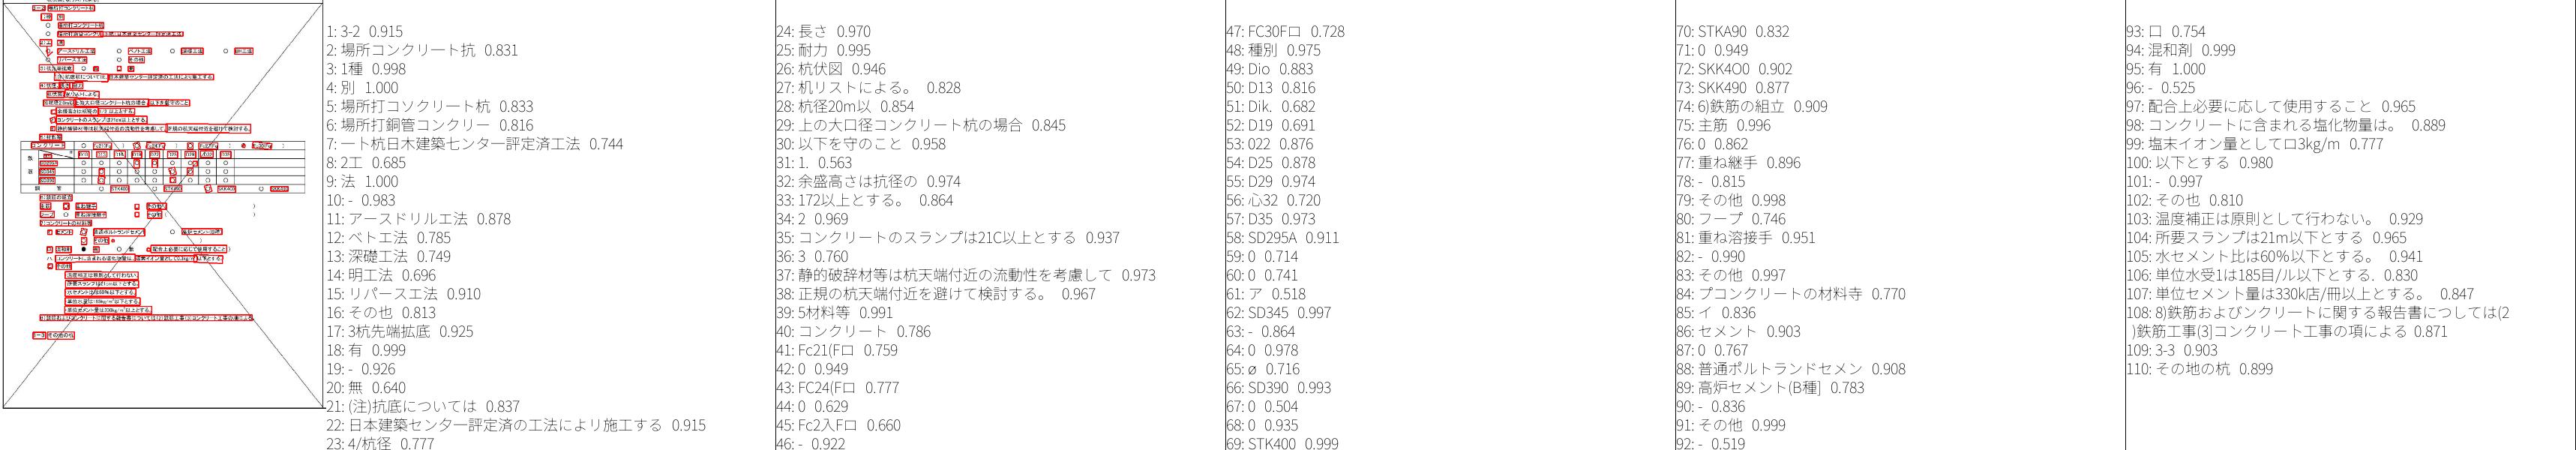 1: 3-2 0.915
2: 場所コンクリート抗 0.831
3: 1種 0.998
4: 別 1.000
5: 場所打コソクリート杭 0.833
6: 場所打銅管コンクリー 0.816
7: 一ト杭日木建築七ンター評定済工法 0.744
8: 2工 0.685
9: 法 1.000
10: - 0.983
11: アースドリル工法 0.878
12: ベト工法 0.785
13: 深礎工法 0.749
14: 明工法 0.696
15: リパース工法 0.910
16: その也 0.813
17: 3杭先端拡底 0.925
18: 有 0.999
19: - 0.926
20: 無 0.640
21: (注)抗底については 0.837
22: 日本建築センター評定済の工法により施工する 0.915
23: 4/杭径 0.777
24: 長さ 0.970
25: 耐力 0.995
26: 杭伏図 0.946
27: 机リストによる。 0.828
28: 杭径20m以 0.854
29: 上の大口径コンクリート杭の場合 0.845
30: 以下を守のこと 0.958
31: 1. 0.563
32: 余盛高さは抗径の 0.974
33: 172以上とする。 0.864
34: 2 0.969
35: コンクリートのスランプは21C以上とする 0.937
36: 3 0.760
37: 静的破辞材等は杭天端付近の流動性を考慮して 0.973
38: 正規の杭天端付近を避けて検討する。 0.967
39: 5材料等 0.991
40: コンクリート 0.786
41: Fc21(F口 0.759
42: 0 0.949
43: FC24(F口 0.777
44: 0 0.629
45: Fc2入F口 0.660
46: - 0.922
47: FC30F口 0.728
48: 種別 0.975
49: Dio 0.883
50: D13 0.816
51: Dik. 0.682
52: D19 0.691
53: 022 0.876
54: D25 0.878
55: D29 0.974
56: 心32 0.720
57: D35 0.973
58: SD295A 0.911
59: 0 0.714
60: 0 0.741
61: ア 0.518
62: SD345 0.997
63: - 0.864
64: 0 0.978
65: ø 0.716
66: SD390 0.993
67: 0 0.504
68: 0 0.935
69: STK400 0.999
70: STKA90 0.832
71: 0 0.949
72: SKK4O0 0.902
73: SKK490 0.877
74: 6)鉄筋の組立 0.909
75: 主筋 0.996
76: 0 0.862
77: 重ね継手 0.896
78: - 0.815
79: その他 0.998
80: フープ 0.746
81: 重ね溶接手 0.951
82: - 0.990
83: その他 0.997
84: プコンクリートの材料寺 0.770
85: イ 0.836
86: セメント 0.903
87: 0 0.767
88: 普通ポルトランドセメン 0.908
89: 高炉セメント(B種] 0.783
90: - 0.836
91: その他 0.999
92: - 0.519
93: 口 0.754
94: 混和剤 0.999
95: 有 1.000
96: - 0.525
97: 配合上必要に応して使用すること 0.965
98: コンクリートに含まれる塩化物量は。 0.889
99: 塩末イオン量としてロ3kg/m 0.777
100: 以下とする 0.980
101: - 0.997
102: その也 0.810
103: 温度補正は原則として行わない。 0.929
104: 所要スランプは21m以下とする 0.965
105: 水セメント比は60%以下とする。 0.941
106: 単位水受1は185目/ル以下とする. 0.830
107: 単位セメント量は330k店/冊以上とする。 0.847
108: 8)鉄筋およびンクリートに関する報告書につしては(2
)鉄筋工事(3]コンクリート工事の項による 0.871
109: 3-3 0.903
110: その地の杭 0.899